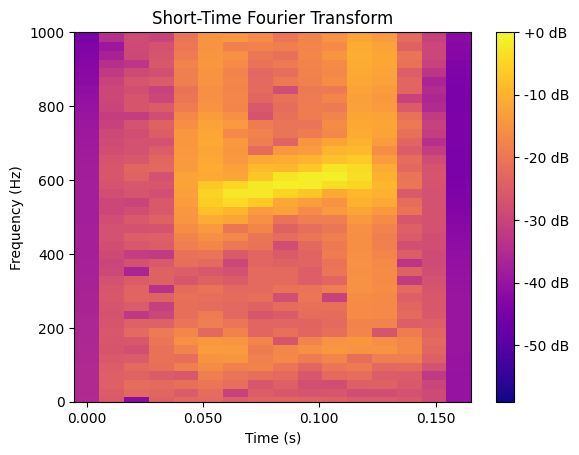 Short-Time Fourier Transform
1000
800
600
400
200
0
Frequency (Hz)
0.000
0.050
0.100
0.150
Time (s)
+0 dB
-10 dB
-20 dB
-30 dB
-40 dB
-50 dB